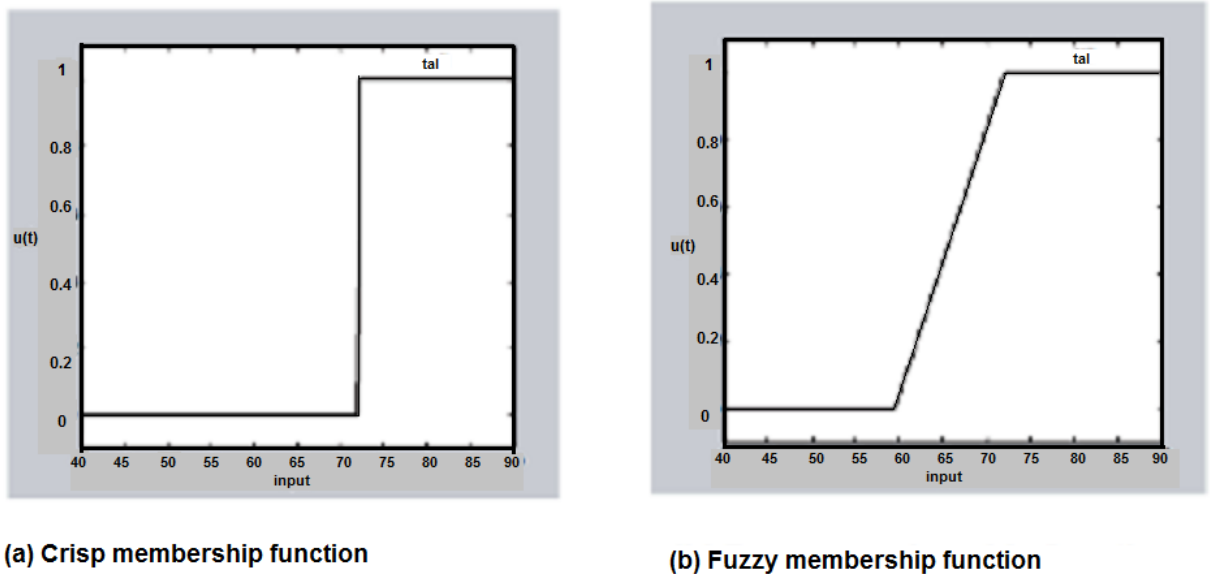 tal
1
0.8
0.6
u(t)
0.4
0.2
0
40 45 50 55 60 65 70 75 80 85 90
input
(a) Crisp membership function
tal
1
0.8
0.6
u(t)
0.4
0.2
0
40 45 50 55 60 65 72 75 80 85 90
input
(b) Fuzzy membership function